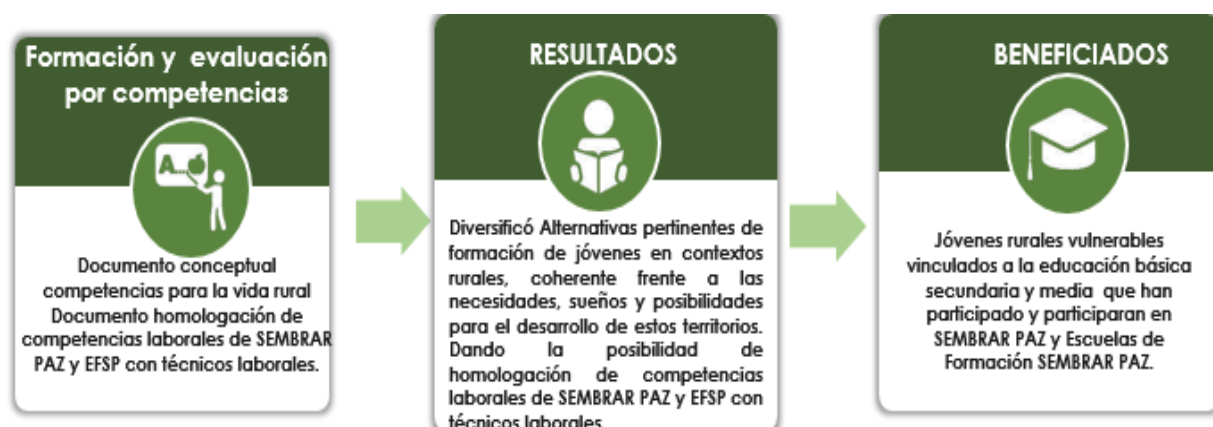 Formación y evaluación
por competencias
A...
Documento conceptual
competencias para la vida rural
Documento homologación de
competencias laborales de SEMBRAR
PAZ y EFSP con técnicos laborales.
RESULTADOS
Diversificó Alternativas pertinentes de
formación de jóvenes en contextos
rurales, coherente frente a las
necesidades, sueños y posibilidades
para el desarrollo de estos territorios.
Dando la posibilidad de
homologación de competencias
laborales de SEMBRAR PAZ y EFSP con
técnicos laborales
BENEFICIADOS
Jóvenes rurales vulnerables
vinculados a la educación básica
secundaria y media que han
participado y participaran en
SEMBRAR PAZ y Escuelas de
Formación SEMBRAR PAZ.